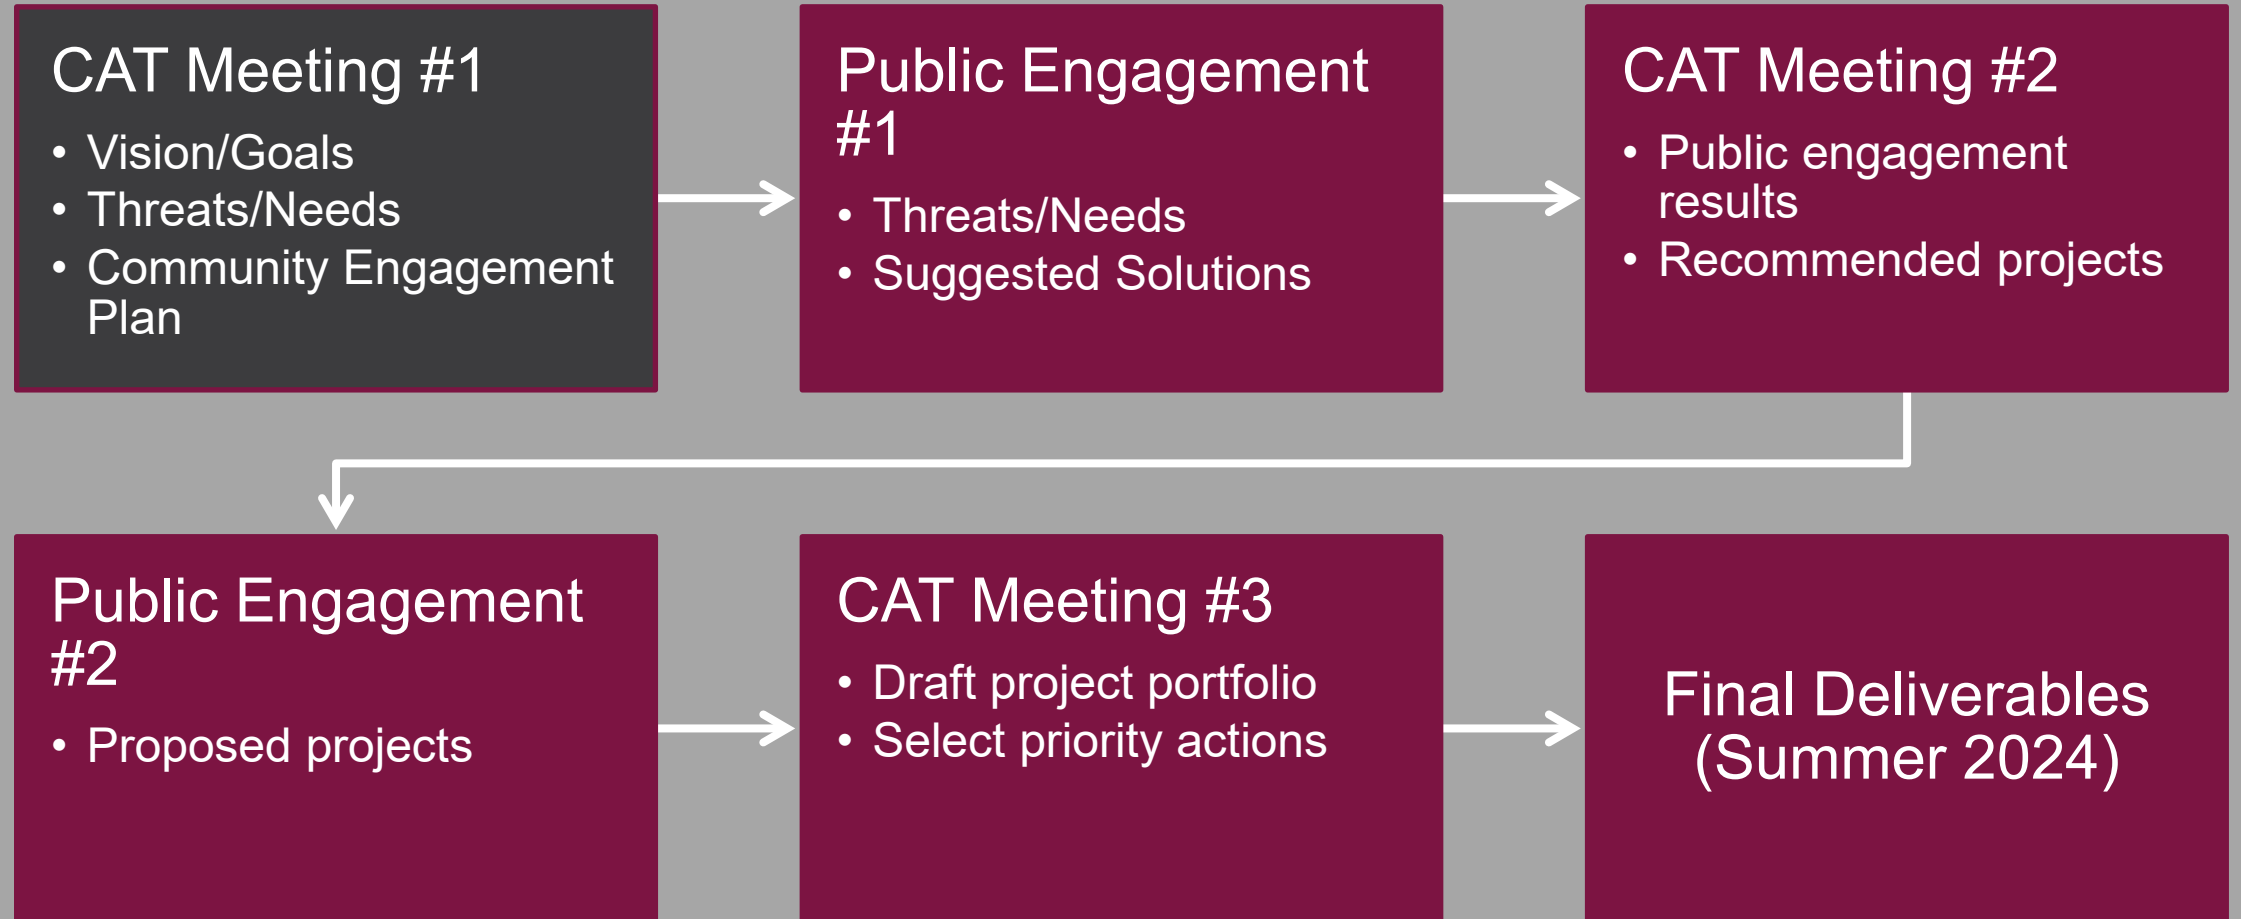 CAT Meeting #1
• Vision/Goals
• Threats/Needs
• Community Engagement
Plan
Public Engagement
#1
• Threats/Needs
• Suggested Solutions
CAT Meeting #2
• Public engagement
results
• Recommended projects
Public Engagement
#2
• Proposed projects
CAT Meeting #3
• Draft project portfolio
• Select priority actions
Final Deliverables
(Summer 2024)